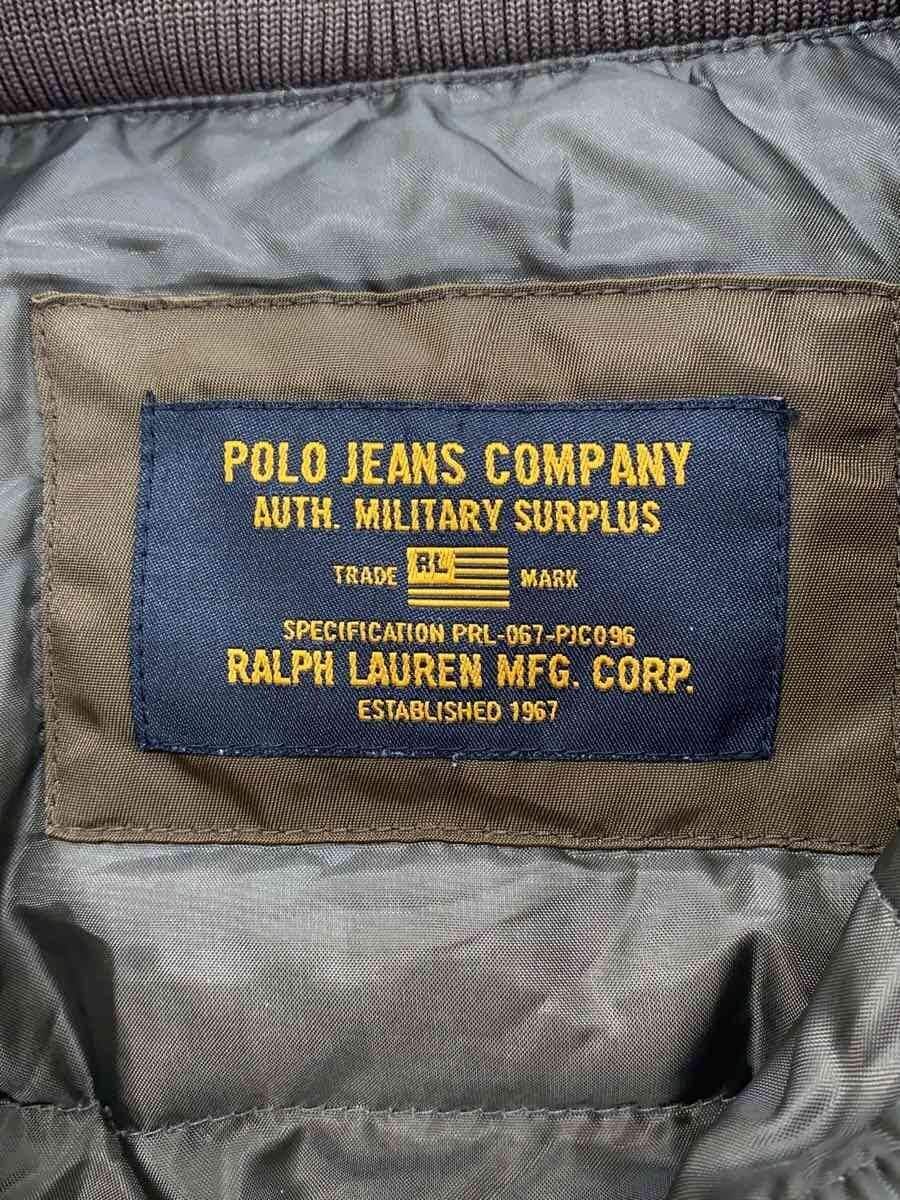 POLO JEANS COMPANY
AUTH. MILITARY SURPLUS
TRADE RL MARK
SPECIFICATION PRL-067-PJC096
RALPH LAUREN MFG. CORP.
ESTABLISHED 1967